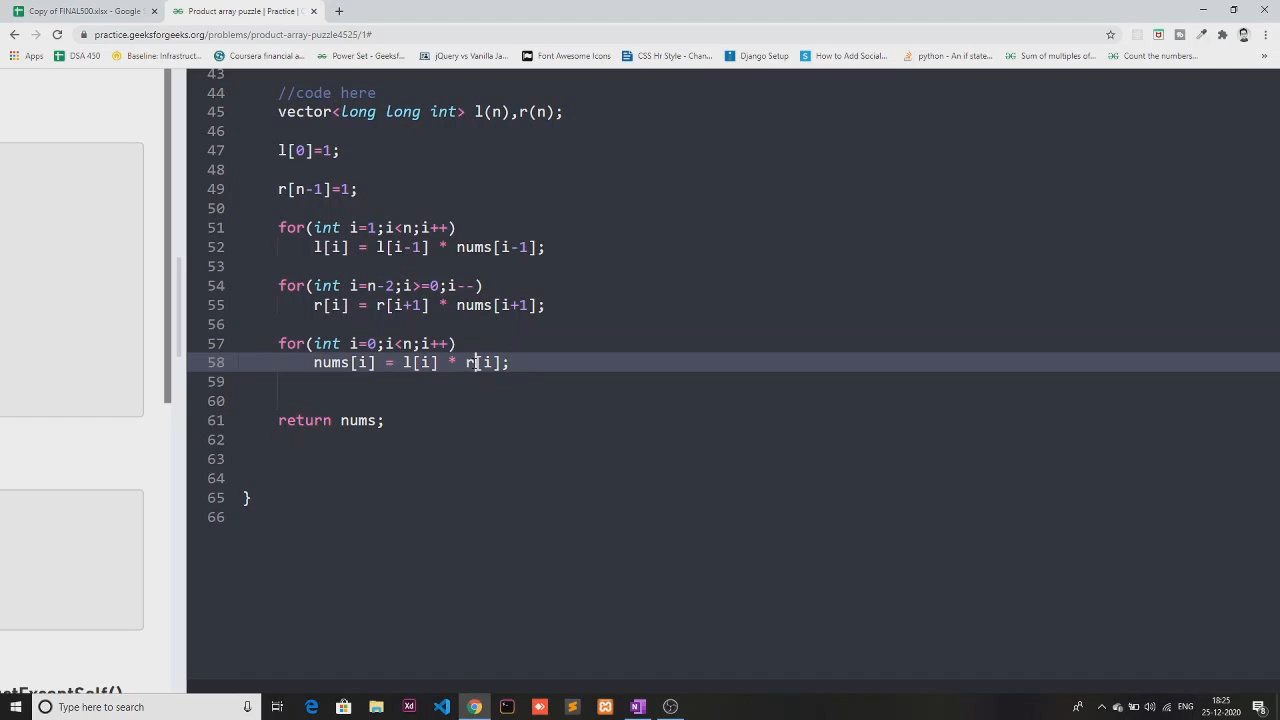 Copy of FINAL500.xlsx - Google S
Product array puzzle | Practice | G
practice.geeksforgeeks.org/problems/product-array-puzzle4525/1#
Apps
DSA 450
Baseline: Infrastruct...
Coursera financial a...
Power - Geeksf...
jQuery vs Vanilla Ja...
Font Awesome Icons
CSS Hr Style - Chan...
Django Setup
How to Add Social...
python - An if state...
Sum of multiples of...
Count the numbers...
»
43
44 //code here
45 vector<long long int> l(n),r(n);
46
47 l[0]=1;
48
49 r[n-1]=1;
50
51 for(int i=1;i<n;i++)
52 l[i] = l[i-1] * nums[i-1];
53
54 for(int i=n-2;i>=0;i--)
55 r[i] = r[i+1] * nums[i+1];
56
57 for(int i=0;i<n;i++)
58 nums[i] = l[i] * r[i];
59
60
61 return nums;
62
63
64
65 }
66
ctExceptSelf()
Type here to search
Xd
N
ENG
18:25
25-12-2020